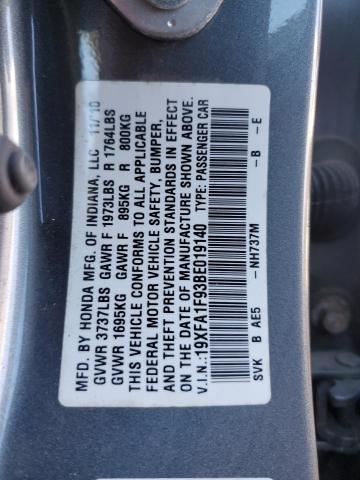 MFD. BY HONDA MFG. OF INDIANA, LLC 11/10
GVWR 3737LBS GAWR F 1973LBS R 1764LBS
GVWR 1695KG GAWR F 895KG R 800KG
THIS VEHICLE CONFORMS TO ALL APPLICABLE
FEDERAL MOTOR VEHICLE SAFETY, BUMPER,
AND THEFT PREVENTION STANDARDS IN EFFECT
ON THE DATE OF MANUFACTURE SHOWN ABOVE.
V.I.N.: 19XFA1F93BE019140 TYPE: PASSENGER CAR
SVK B AE5 -NH737M -B -E